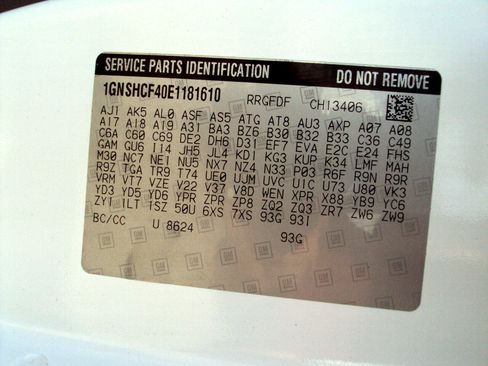 SERVICE PARTS IDENTIFICATION DO NOT REMOVE
1GNSHCF40E1181610 RRGFDF CH13406
AJ1 AK5 AL0 ASF AS5 ATG AT8 AU3 AXP A07 A08
A17 A18 A19 A31 BA3 BZ6 B30 B32 B33 C36 C49
C6A C60 C69 DE2 DH6 D31 EF7 EVA E2C E24 FHS
GAM GU6 I14 JH5 JL4 KD1 KG3 KUP K34 LMF MAH
M30 NC7 NE1 NU5 NX7 NZ4 N33 P03 R6F R9N R9R
R9Z TGA TR9 T74 UE0 UJM UVC U1C U73 U80 VK3
VRM VT7 VZE V22 V37 V8D WEN XPR X88 YB9 YC6
YD3 YD5 YD6 YPR ZPR ZP8 ZQ2 ZQ3 ZR7 ZW6 ZW9
ZY1 1LT 1SZ 50U 6XS 7XS 93G 93I
BC/CC U 8624 93G